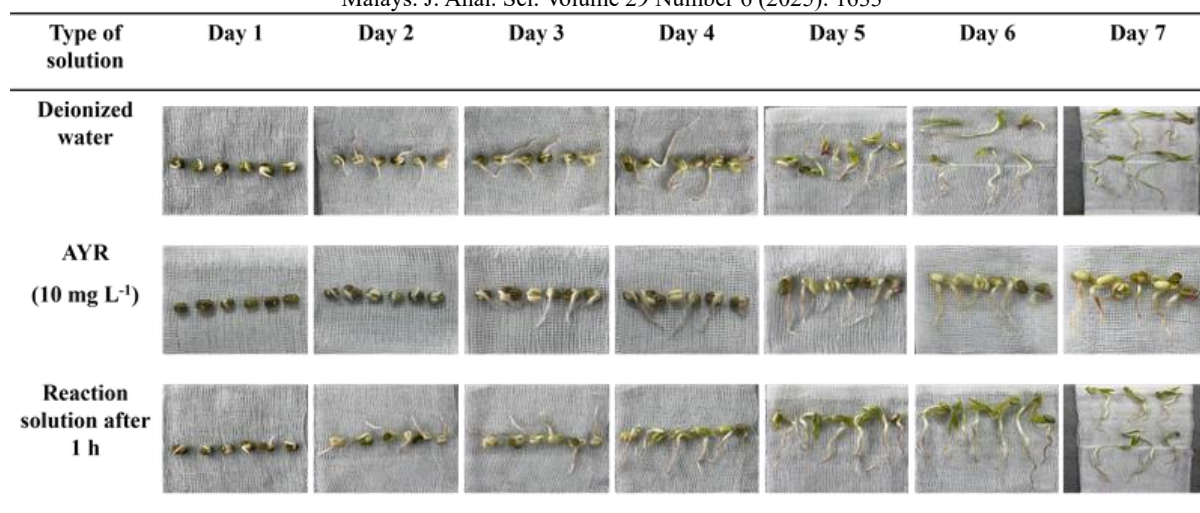 Malays. J. Anal. Sci. Volume 29 Number 6 (2025): 1635
Type of solution Day 1 Day 2 Day 3 Day 4 Day 5 Day 6 Day 7
Deionized
water
AYR
(10 mg L⁻¹)
Reaction
solution after
1 h